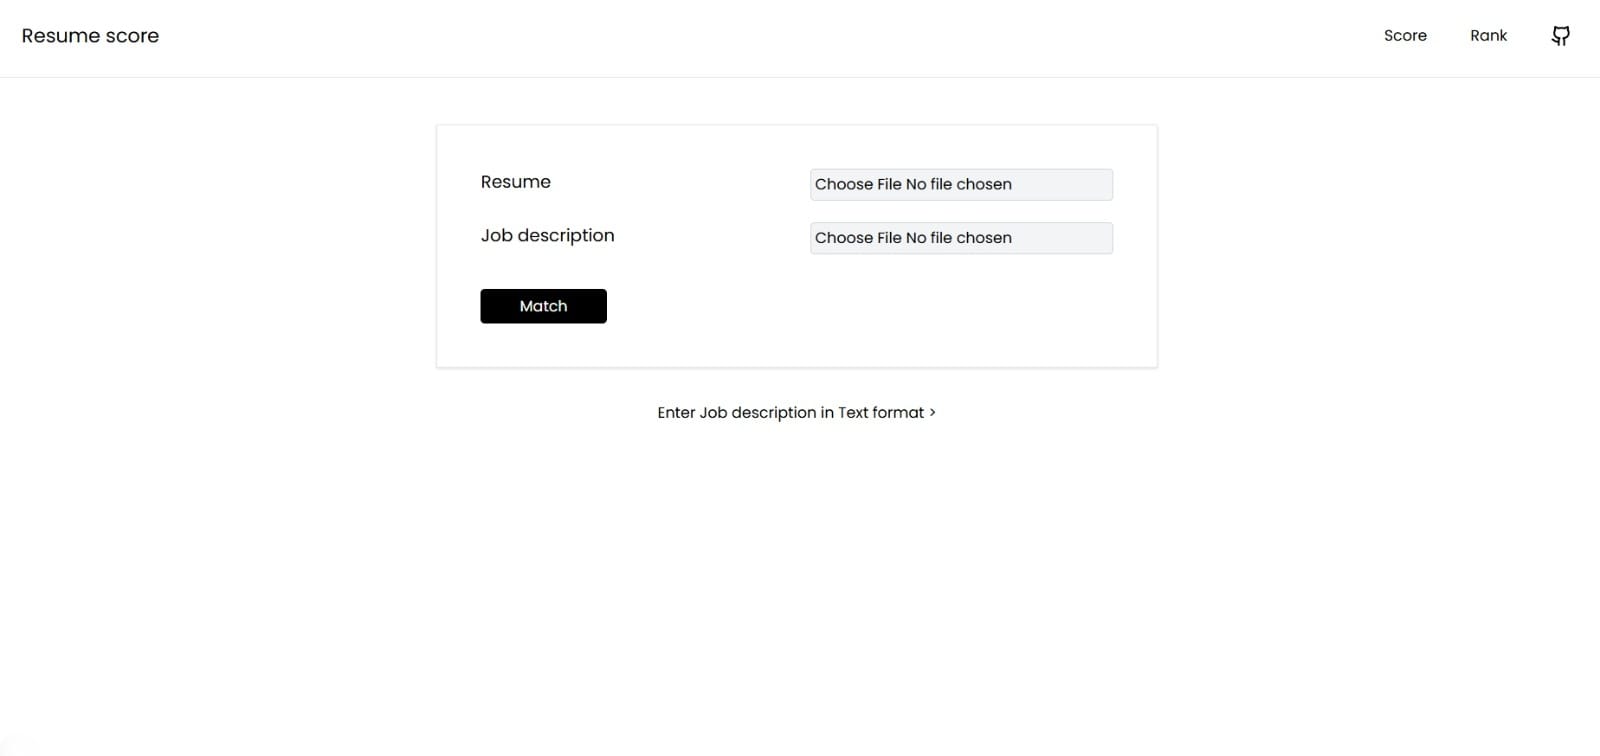 Resume score
Score
Rank
Resume
Choose File No file chosen
Job description
Choose File No file chosen
Match
Enter Job description in Text format >